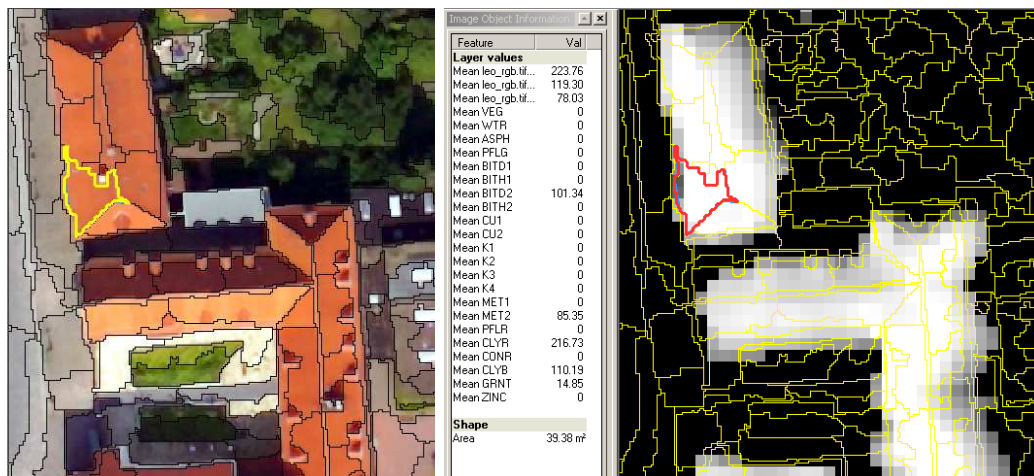 Image Object Information
Feature Val
Layer values
Mean leo_rgb.tif... 223.76
Mean leo_rgb.tif... 119.30
Mean leo_rgb.tif... 78.03
Mean VEG 0
Mean WTR 0
Mean ASPH 0
Mean PFLG 0
Mean BITD1 0
Mean BITH1 0
Mean BITD2 101.34
Mean BITH2 0
Mean CU1 0
Mean CU2 0
Mean K1 0
Mean K2 0
Mean K3 0
Mean K4 0
Mean MET1 0
Mean MET2 85.35
Mean PFLR 0
Mean CLYR 216.73
Mean CONR 0
Mean CLYB 110.19
Mean GRNT 14.85
Mean ZINC 0
Shape
Area 39.38 m²